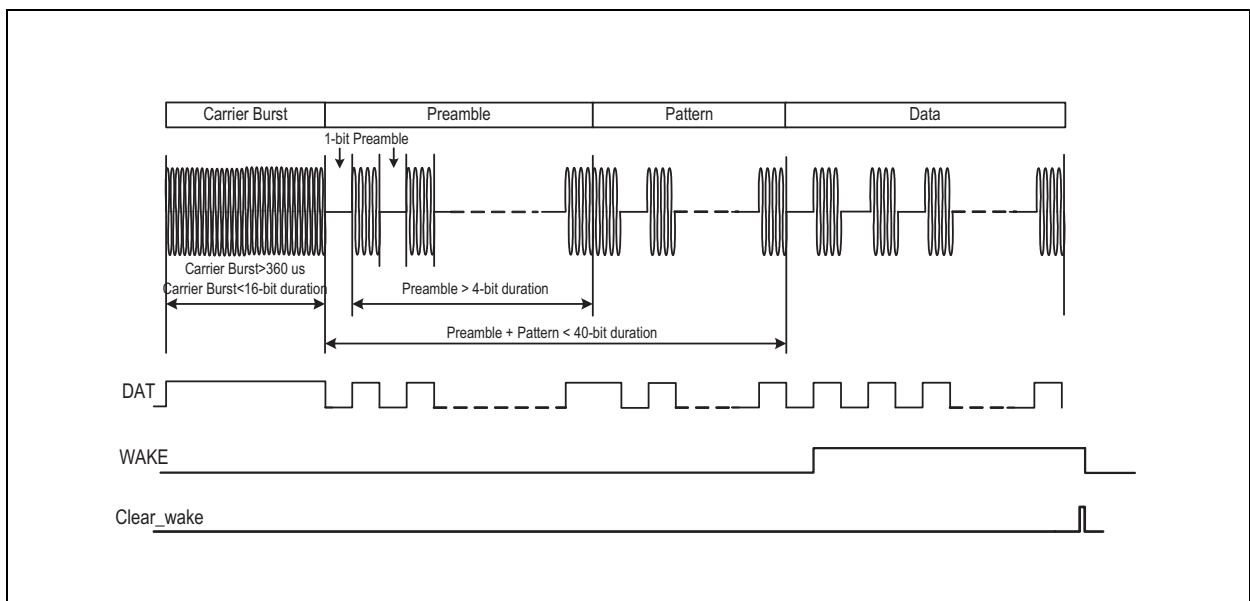 Carrier Burst
Preamble
Pattern
Data
1-bit Preamble
Carrier Burst>360 us
Carrier Burst<16-bit duration
Preamble > 4-bit duration
Preamble + Pattern < 40-bit duration
DAT
WAKE
Clear_wake